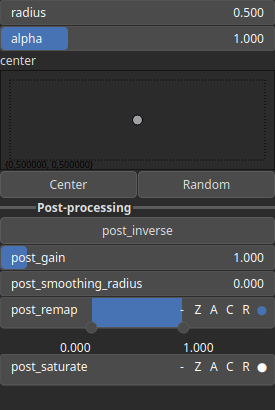 radius 0.500
alpha 1.000
center
(0.500000, 0.500000)
Center Random
Post-processing
post_inverse
post_gain 1.000
post_smoothing_radius 0.000
post_remap - Z A C R
0.000 1.000
post_saturate - Z A C R